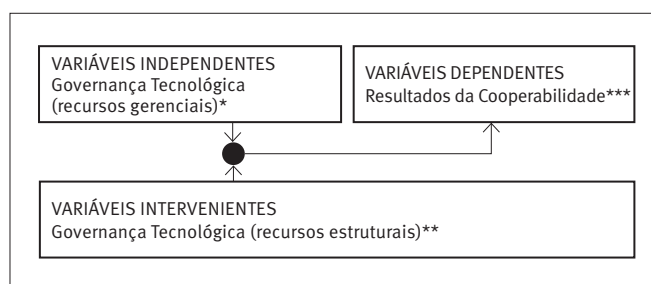 VARIÁVEIS INDEPENDENTES
Governança Tecnológica
(recursos gerenciais)*
VARIÁVEIS DEPENDENTES
Resultados da Cooperabilidade***
VARIÁVEIS INTERVENIENTES
Governança Tecnológica (recursos estruturais)**